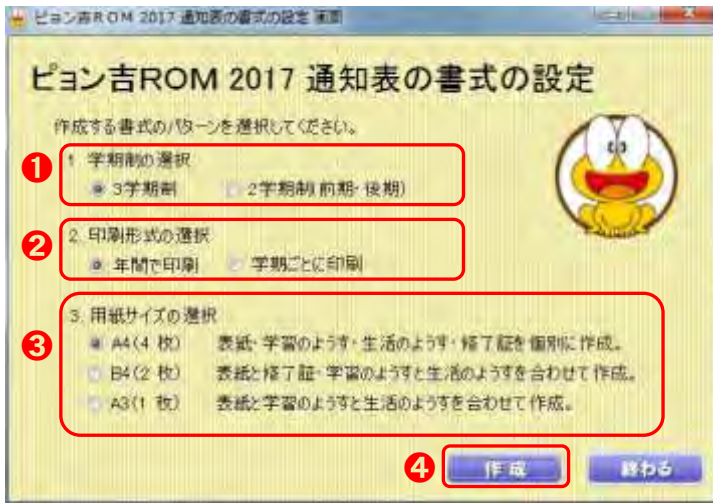 ピョン吉ROM 2017 通知表の書式の設定 画面
ピョン吉ROM 2017 通知表の書式の設定
作成する書式のパターンを選択してください。
❶
1. 学期制の選択
3学期制 2学期制(前期・後期)
❷
2. 印刷形式の選択
年間で印刷 学期ごとに印刷
❸
3. 用紙サイズの選択
A4(4 枚) 表紙・学習のようす・生活のようす・修了証を個別に作成。
B4(2 枚) 表紙と修了証・学習のようすと生活のようすを合わせて作成。
A3(1 枚) 表紙と学習のようすと生活のようすを合わせて作成。
❹ 作成 終わる